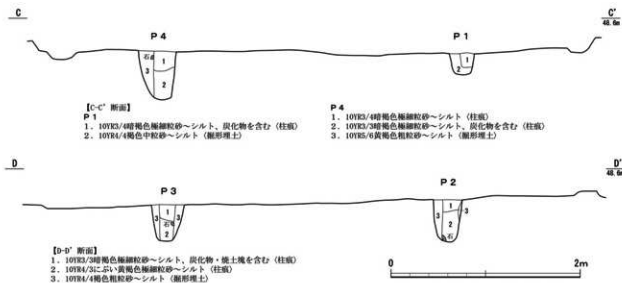 C
C'
48.6m
P 4
P 1
石
1
3
2
1
2
【C-C'断面】
P 1
1. 10YR3/4暗褐色極細粒砂~シルト、炭化物を含む（柱痕）
2. 10YR4/4褐色中粒砂~シルト（掘形埋土）
P 4
1. 10YR3/4暗褐色極細粒砂~シルト（柱痕）
2. 10YR3/3暗褐色極細粒砂~シルト、炭化物を含む（柱痕）
3. 10YR5/6黄褐色粗粒砂~シルト（掘形埋土）
D
D'
48.6m
P 3
P 2
3
1
3
石
2
1
3
3
2
石
【D-D'断面】
1. 10YR3/3暗褐色極細粒砂~シルト、炭化物・焼土塊を含む（柱痕）
2. 10YR4/3にぶい黄褐色極細粒砂~シルト（柱痕）
3. 10YR4/4褐色粗粒砂~シルト（掘形埋土）
0
2m